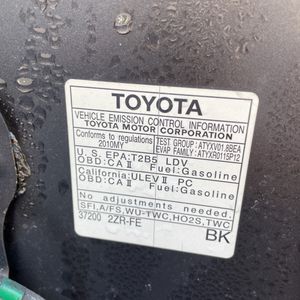 TOYOTA
VEHICLE EMISSION CONTROL INFORMATION
TOYOTA MOTOR CORPORATION
Conforms to regulations 2010MY
TEST GROUP : ATYXV01.8BEA
EVAP FAMILY : ATYXR0115P12
U.S. EPA:T2B5 LDV
OBD:CAⅡ Fuel:Gasoline
California:ULEVⅡ PC
OBD:CAⅡ Fuel:Gasoline
No adjustments needed.
SFI,A/FS,WU-TWC,HO2S,TWC
37200 2ZR-FE
BK